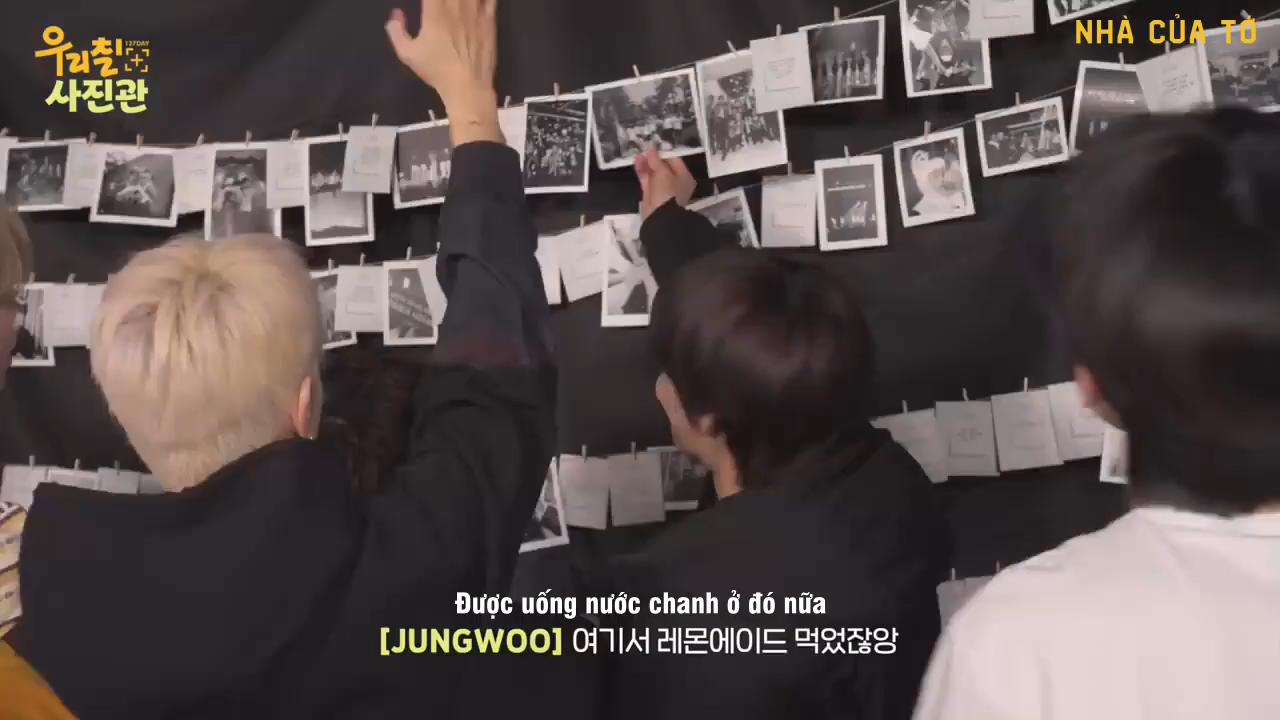 우리칠
127DAY
사진관
NHÀ CỦA TỚ
Được uống nước chanh ở đó nữa
[JUNGWOO] 여기서 레몬에이드 먹었잖앙